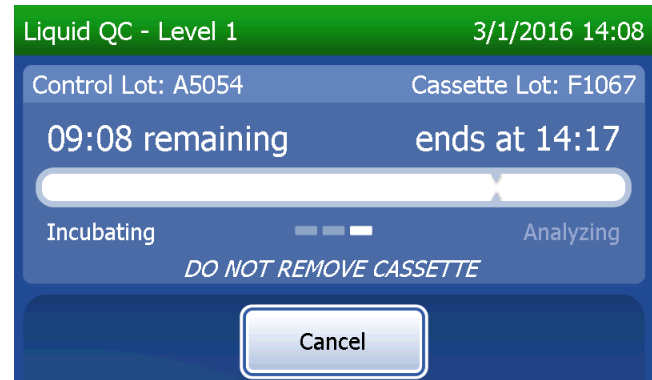 Liquid QC - Level 1 3/1/2016 14:08
Control Lot: A5054 Cassette Lot: F1067
09:08 remaining ends at 14:17
Incubating Analyzing
DO NOT REMOVE CASSETTE
Cancel